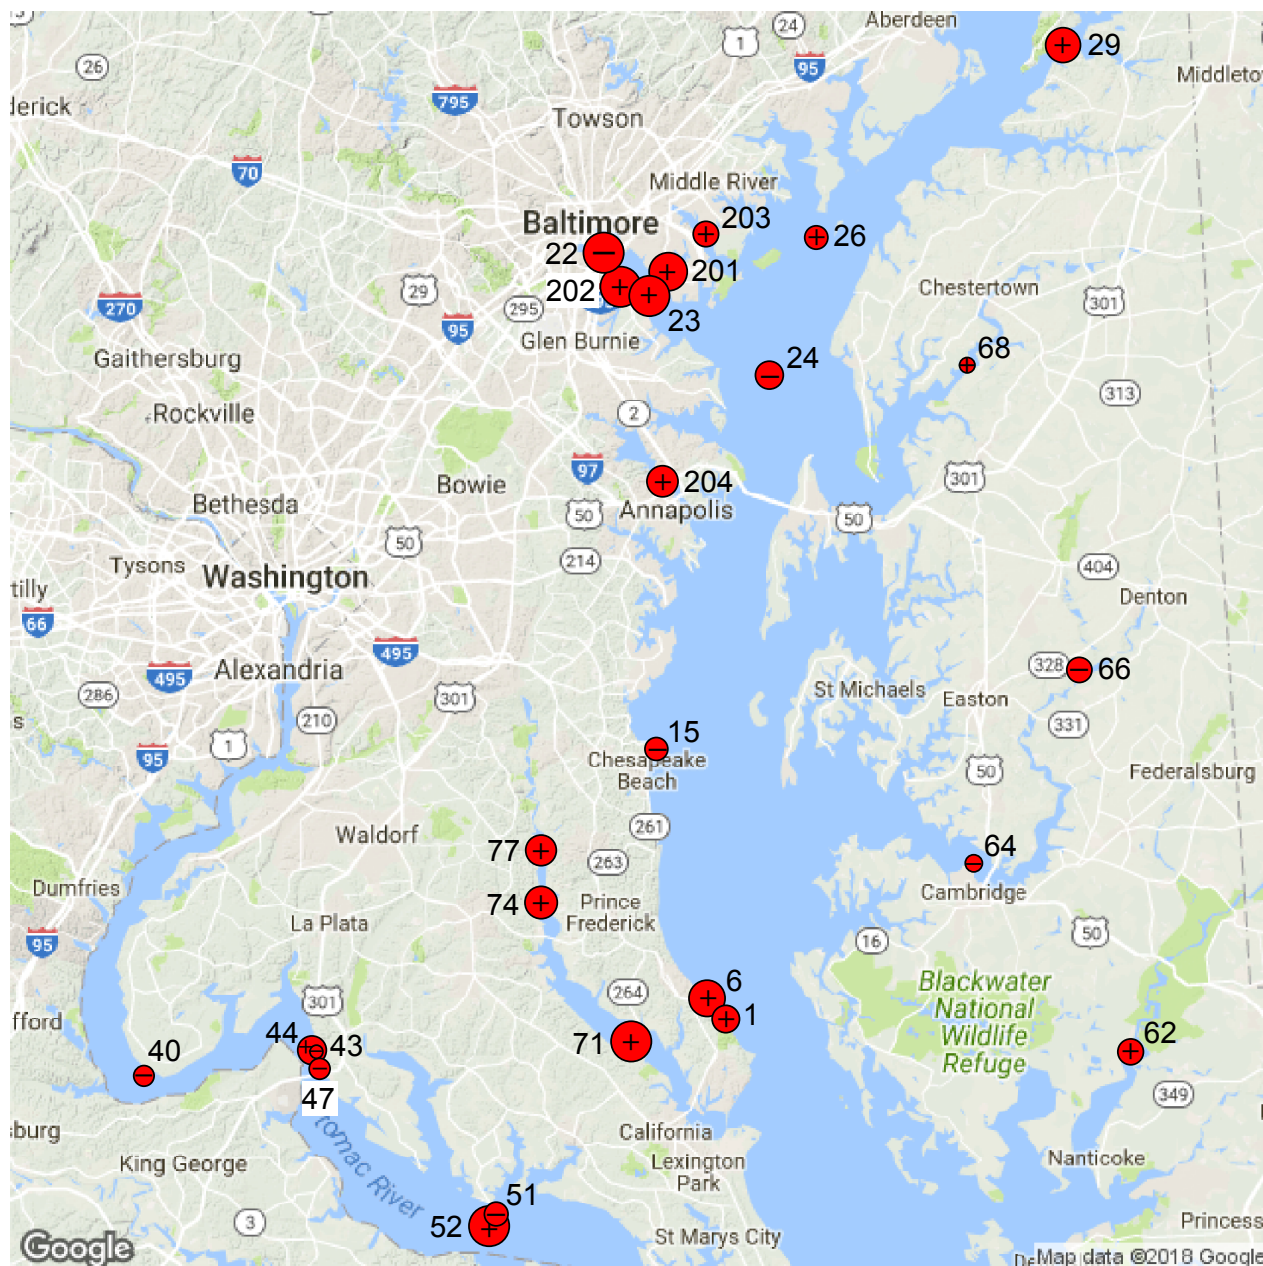 24
Aberdeen
1
26
95
29
Middleto
derick
795
Towson
70
Middle River
Baltimore
203
26
22
201
29
202
295
Chestertown
301
270
95
23
Glen Burnie
24
68
Gaithersburg
313
Rockville
2
97
301
Bowie
204
Bethesda
50
Annapolis
50
50
Tysons
214
404
Washington
tilly
Denton
66
495
328
66
Alexandria
495
St Michaels
286
301
Easton
210
s
331
1
15
95
Chesapeake
Beach
50
Federalsburg
261
Waldorf
77
263
64
Dumfries
Cambridge
74
Prince
Frederick
La Plata
95
16
50
6
Blackwater
National
Wildlife
Refuge
264
301
1
fford
44
43
71
62
40
47
349
sburg
California
King George
Lexington
Park
Nanticoke
tomac River
51
3
52
Princess
St Marys City
Google
Map data ©2018 Google